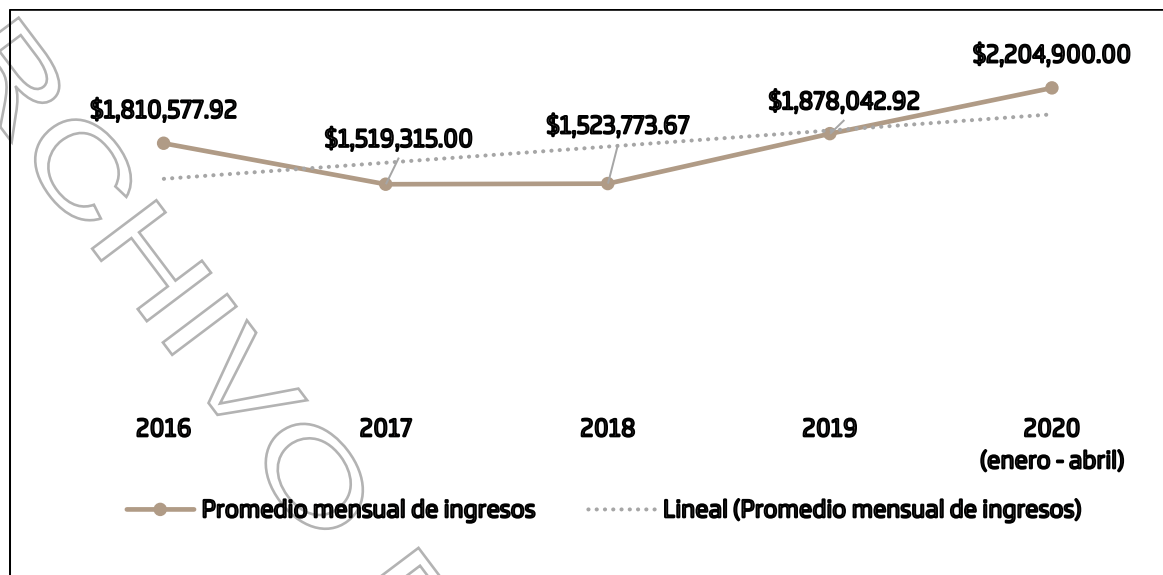 $2,204,900.00
$1,810,577.92
$1,878,042.92
$1,523,773.67
$1,519,315.00
2016 2017 2018 2019 2020
(enero - abril)
Promedio mensual de ingresos Lineal (Promedio mensual de ingresos)
RCHIVO